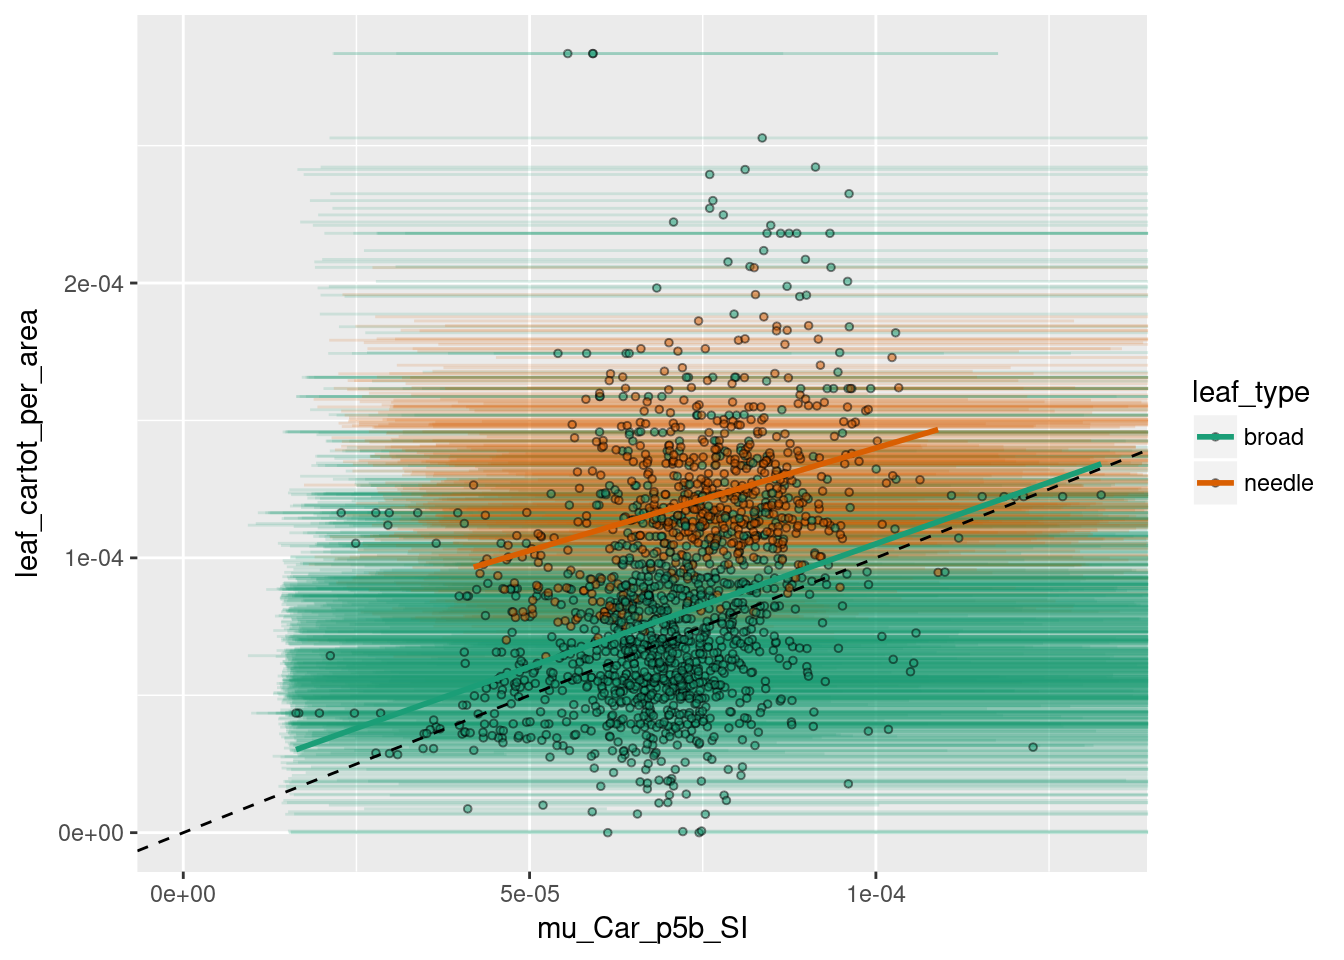 leaf_cartot_per_area
2e-04
1e-04
0e+00
0e+00
5e-05
1e-04
mu_Car_p5b_SI
leaf_type
broad
needle